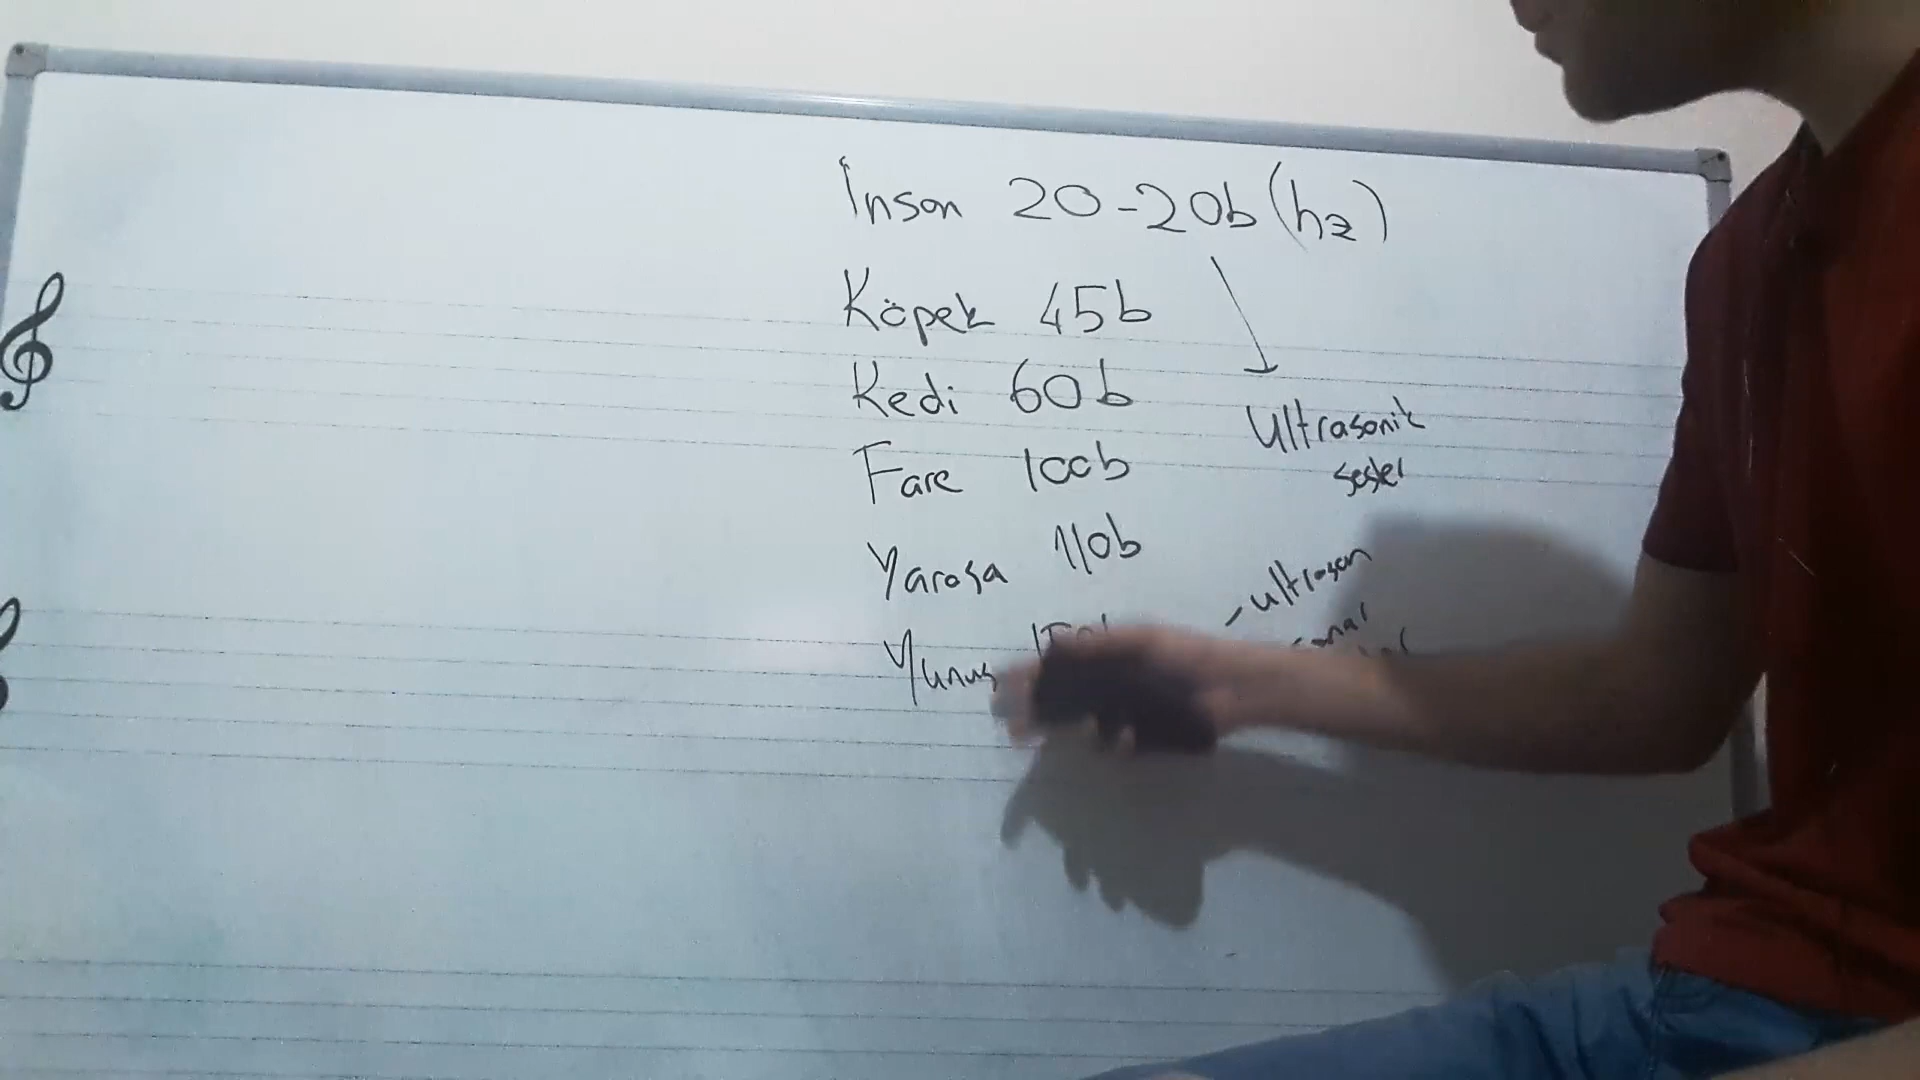 İnsan 20-20b (hz)
Köpek 45b
Kedi 60b
Fare 100b
Yarasa 110b
Yunus
Ultrasonik
sesler
-ultrason